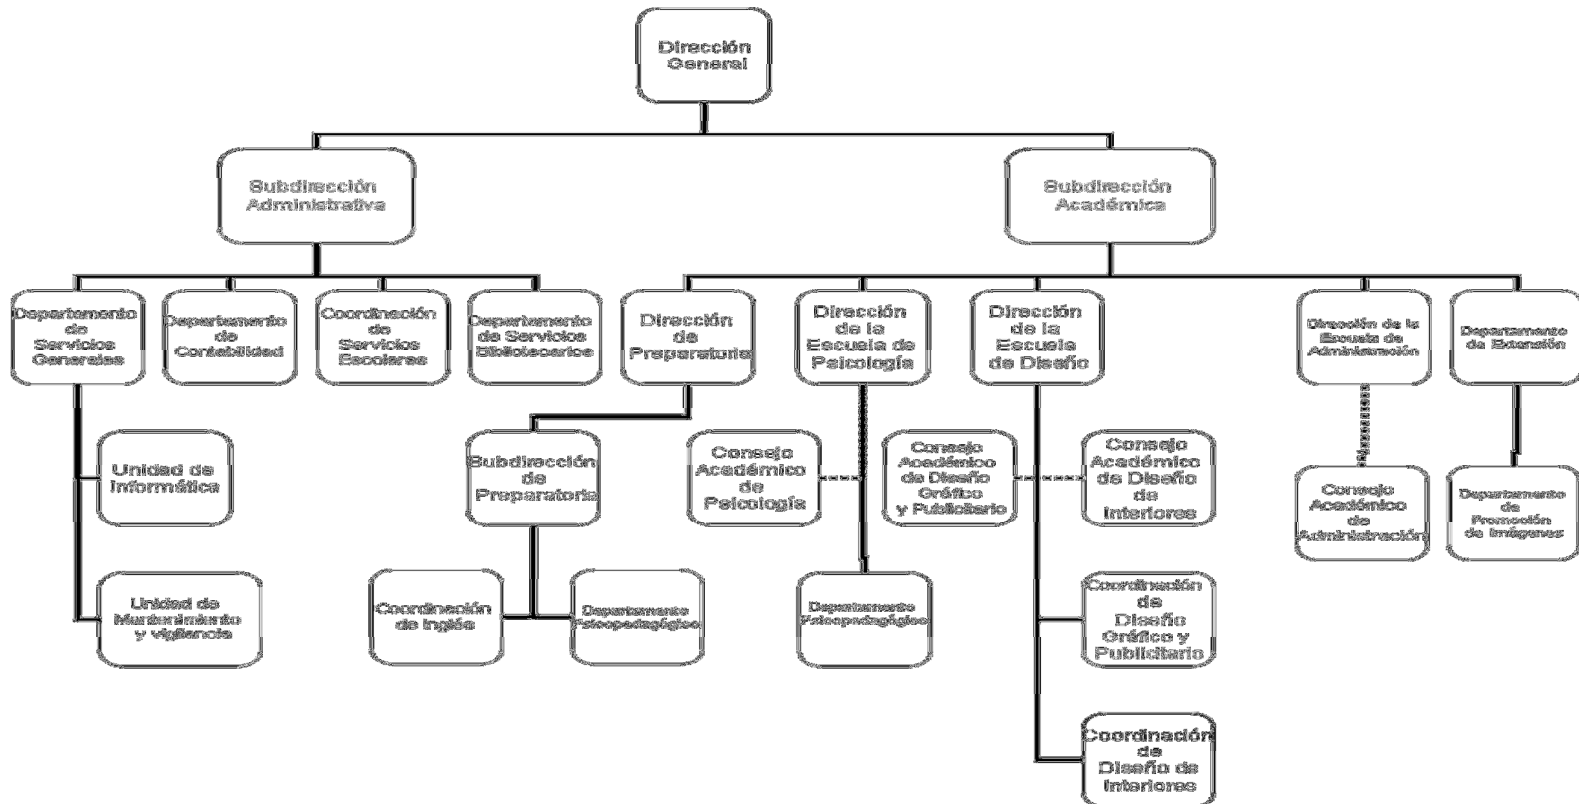 Dirección
General
Subdirección
Administrativa
Subdirección
Académica
Departamento
de
Servicios
Generales
Departamento
de
Contabilidad
Coordinación
de
Servicios
Escolares
Departamento
de Servicios
Bibliotecarios
Dirección
de
Preparatoria
Dirección
de la
Escuela de
Psicología
Dirección
de la
Escuela
de Diseño
Dirección de la
Escuela de
Administración
Departamento
de Extensión
Unidad de
Informática
Subdirección
de
Preparatoria
Consejo
Académico
de
Psicología
Consejo
Académico
de Diseño
Gráfico
y Publicitario
Consejo
Académico
de Diseño
de
Interiores
Consejo
Académico
de
Administración
Departamento
de
Promoción
de Imágenes
Unidad de
Mantenimiento
y vigilancia
Coordinación
de Inglés
Departamento
Psicopedagógico
Departamento
Psicopedagógico
Coordinación
de
Diseño
Gráfico y
Publicitario
Coordinación
de
Diseño de
Interiores